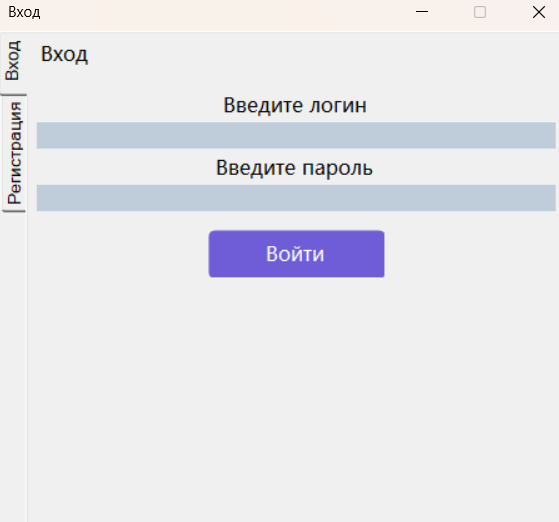 Вход
Вход
Регистрация
Вход
Введите логин
Введите пароль
Войти